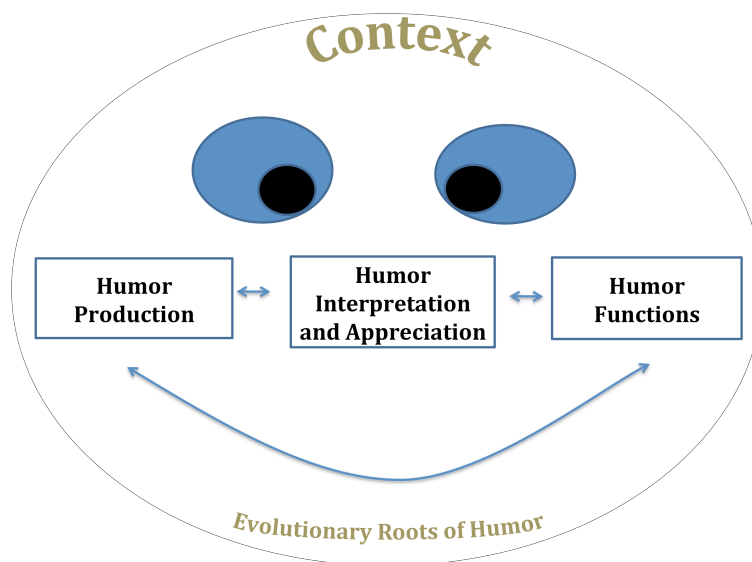 Context
Humor
Production
Humor
Interpretation
and Appreciation
Humor
Functions
Evolutionary Roots of Humor